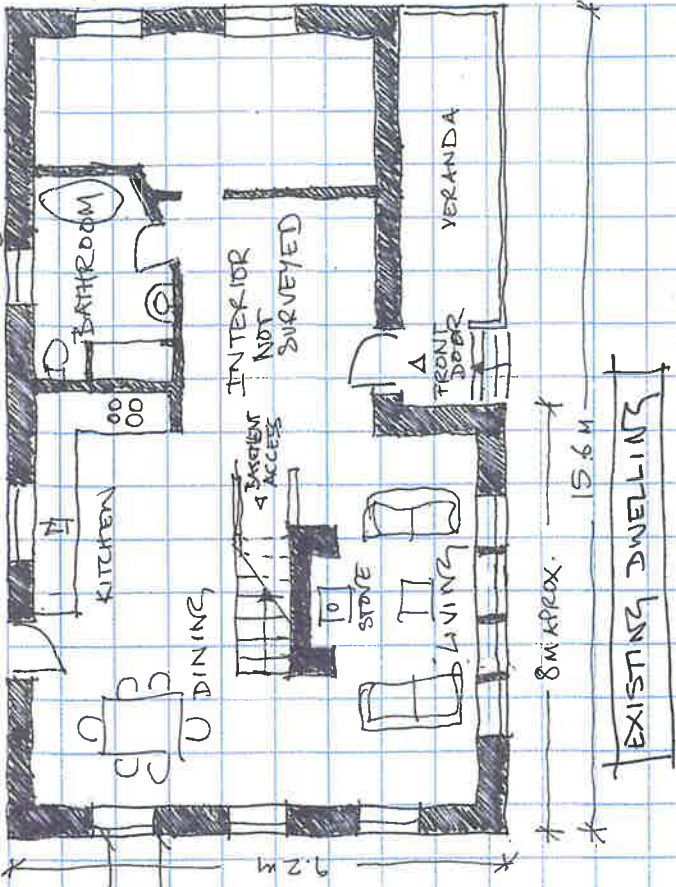 BATHROOM
VERANDA
INTERIOR
NOT
SURVEYED
FRONT
DOOR
BASEMENT
ACCESS
KITCHEN
DINING
STOVE
LIVING
8M APROX.
15.6M
9.2M
EXISTING DWELLING